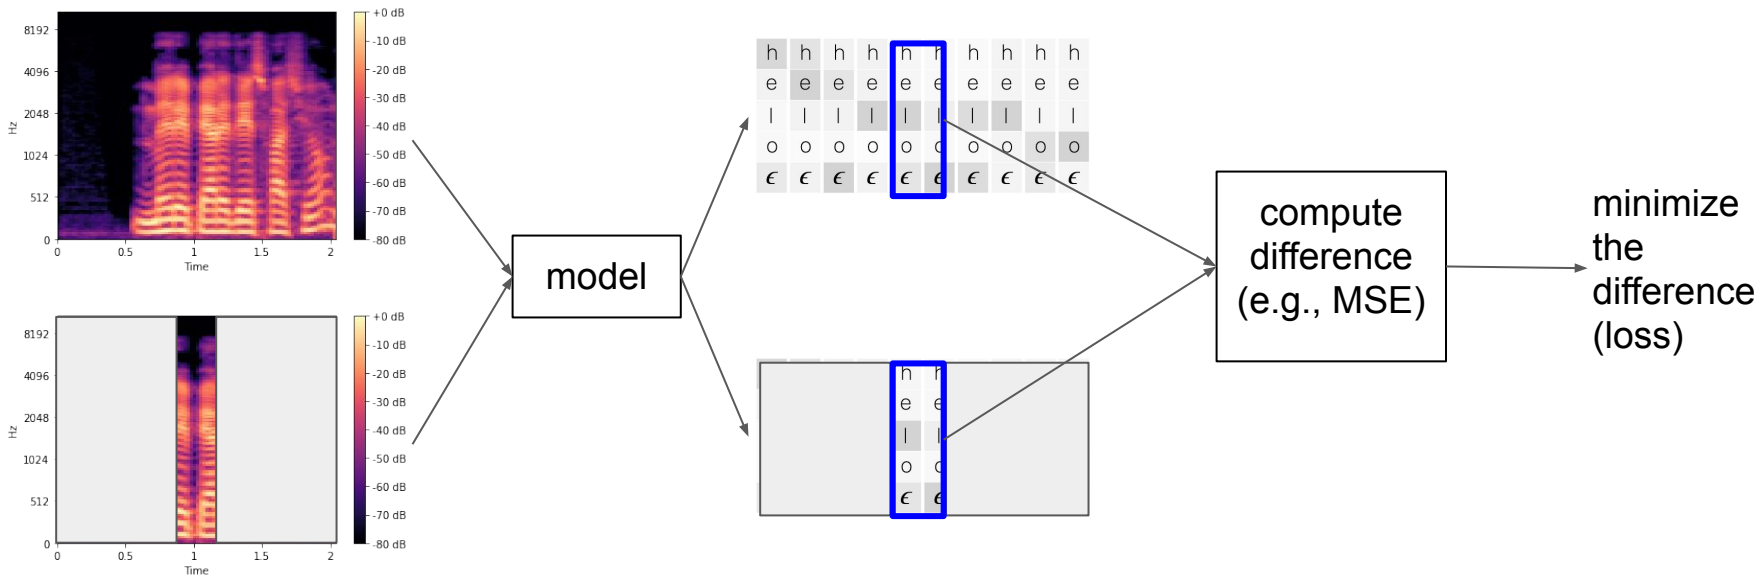 +0 dB
8192
-10 dB
4096
-20 dB
-30 dB
2048
Hz
-40 dB
1024
-50 dB
-60 dB
512
-70 dB
0
-80 dB
0 0.5 1 1.5 2
Time
h h h h h h h h h h
e e e e e e e e e e
l l l l l l l l l l
o o o o o o o o o o
ϵ ϵ ϵ ϵ ϵ ϵ ϵ ϵ ϵ ϵ
model
compute
difference
(e.g., MSE)
minimize
the
difference
(loss)
+0 dB
8192
-10 dB
4096
-20 dB
-30 dB
2048
Hz
-40 dB
1024
-50 dB
-60 dB
512
-70 dB
0
-80 dB
0 0.5 1 1.5 2
Time
h h
e e
l l
o o
ϵ ϵ